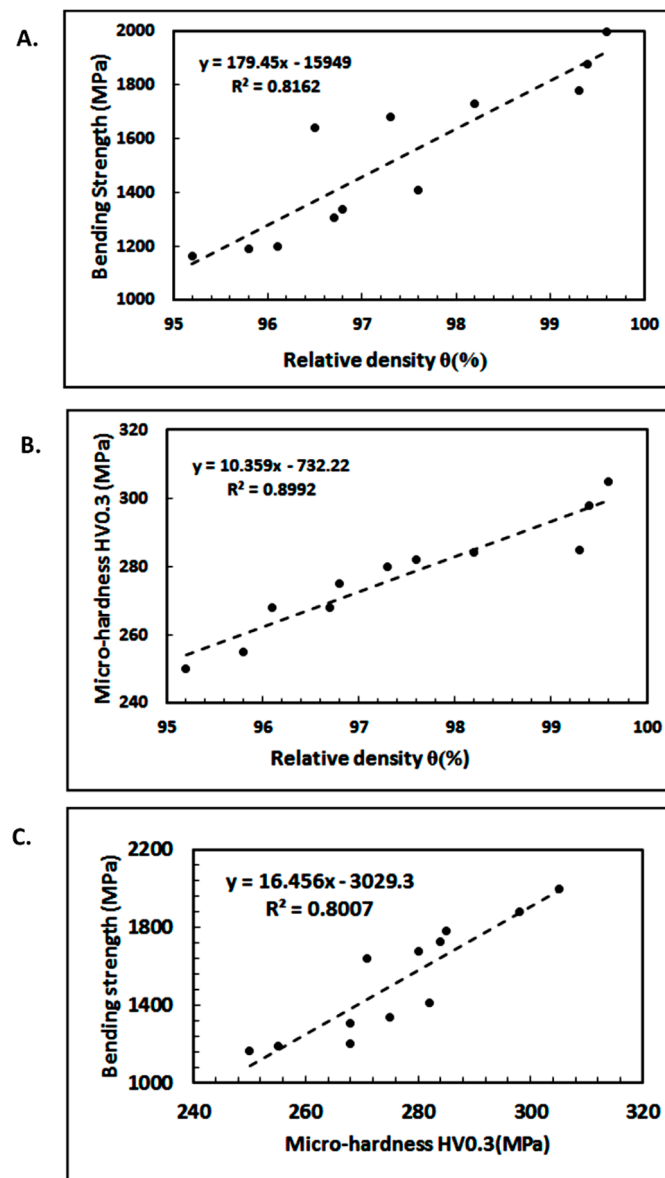 A.
2000
1800
1600
1400
1200
1000
Bending Strength (MPa)
y = 179.45x - 15949
R² = 0.8162
95 96 97 98 99 100
Relative density θ(%)
B.
320
300
280
260
240
Micro-hardness HV0.3 (MPa)
y = 10.359x - 732.22
R² = 0.8992
95 96 97 98 99 100
Relative density θ(%)
C.
2200
1800
1400
1000
Bending strength (MPa)
y = 16.456x - 3029.3
R² = 0.8007
240 260 280 300 320
Micro-hardness HV0.3(MPa)